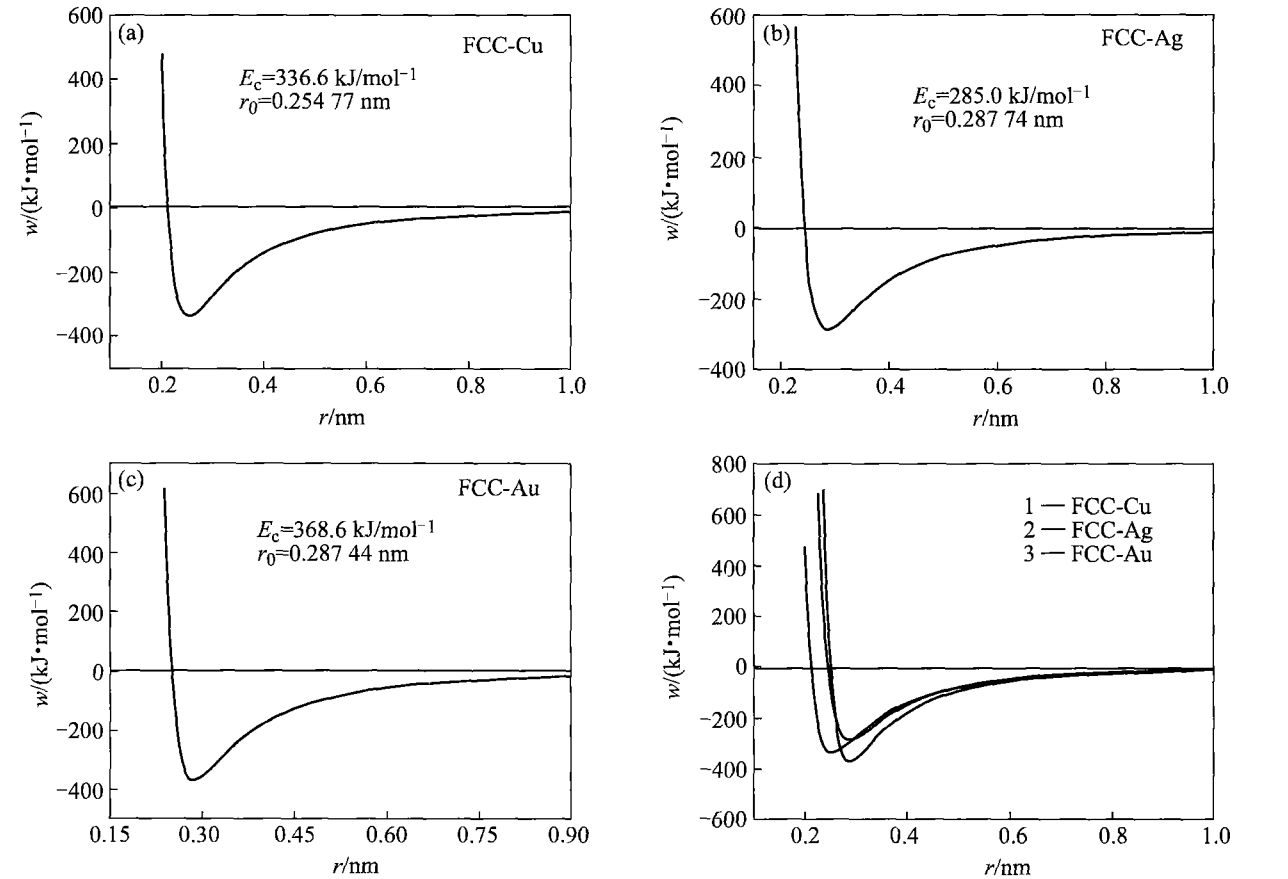 (a)
FCC-Cu
E_c=336.6 kJ/mol⁻¹
r_0=0.254 77 nm
600
400
200
0
−200
−400
w/(kJ•mol⁻¹)
0.2 0.4 0.6 0.8 1.0
r/nm
(b)
FCC-Ag
E_c=285.0 kJ/mol⁻¹
r_0=0.287 74 nm
600
400
200
0
−200
−400
w/(kJ•mol⁻¹)
0.2 0.4 0.6 0.8 1.0
r/nm
(c)
FCC-Au
E_c=368.6 kJ/mol⁻¹
r_0=0.287 44 nm
600
400
200
0
−200
−400
w/(kJ•mol⁻¹)
0.15 0.30 0.45 0.60 0.75 0.90
r/nm
(d)
1 — FCC-Cu
2 — FCC-Ag
3 — FCC-Au
800
600
400
200
0
−200
−400
−600
w/(kJ•mol⁻¹)
0.2 0.4 0.6 0.8 1.0
r/nm